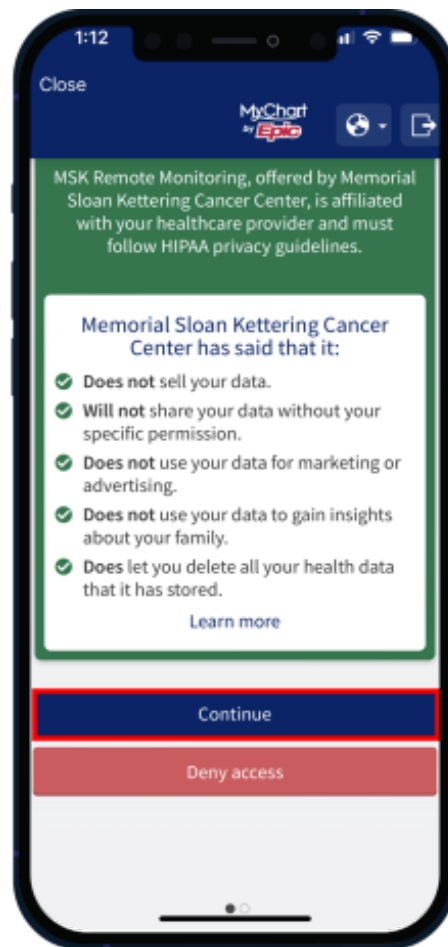 1:12
Close
MyChart
by Epic
MSK Remote Monitoring, offered by Memorial
Sloan Kettering Cancer Center, is affiliated
with your healthcare provider and must
follow HIPAA privacy guidelines.
Memorial Sloan Kettering Cancer
Center has said that it:
Does not sell your data.
Will not share your data without your
specific permission.
Does not use your data for marketing or
advertising.
Does not use your data to gain insights
about your family.
Does let you delete all your health data
that it has stored.
Learn more
Continue
Deny access